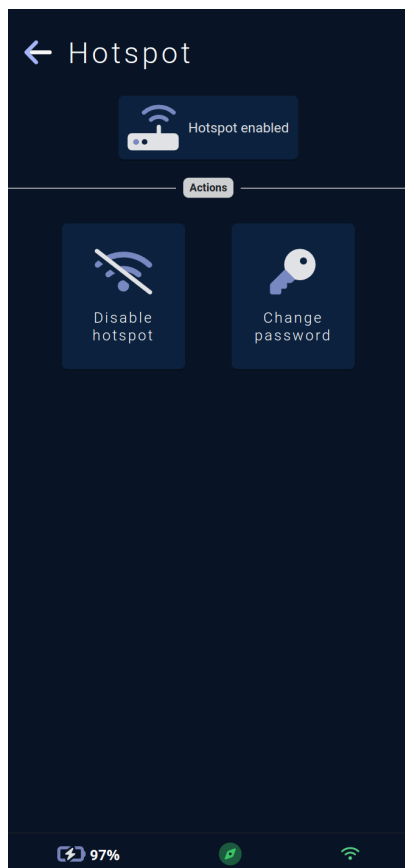 Hotspot
Hotspot enabled
Actions
Disable
hotspot
Change
password
97%